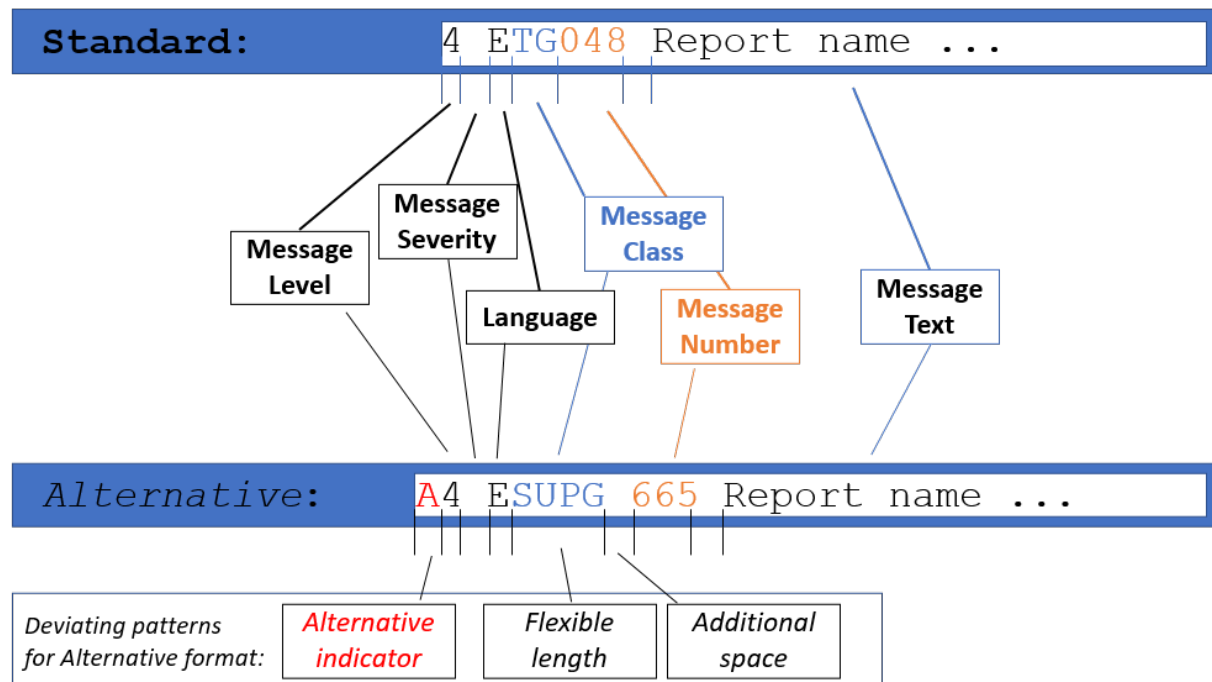 Standard: 4 ETG048 Report name ...
Message
Severity
Message
Class
Message
Level
Language
Message
Number
Message
Text
Alternative: A4 ESUPG 665 Report name ...
Deviating patterns
for Alternative format:
Alternative
indicator
Flexible
length
Additional
space